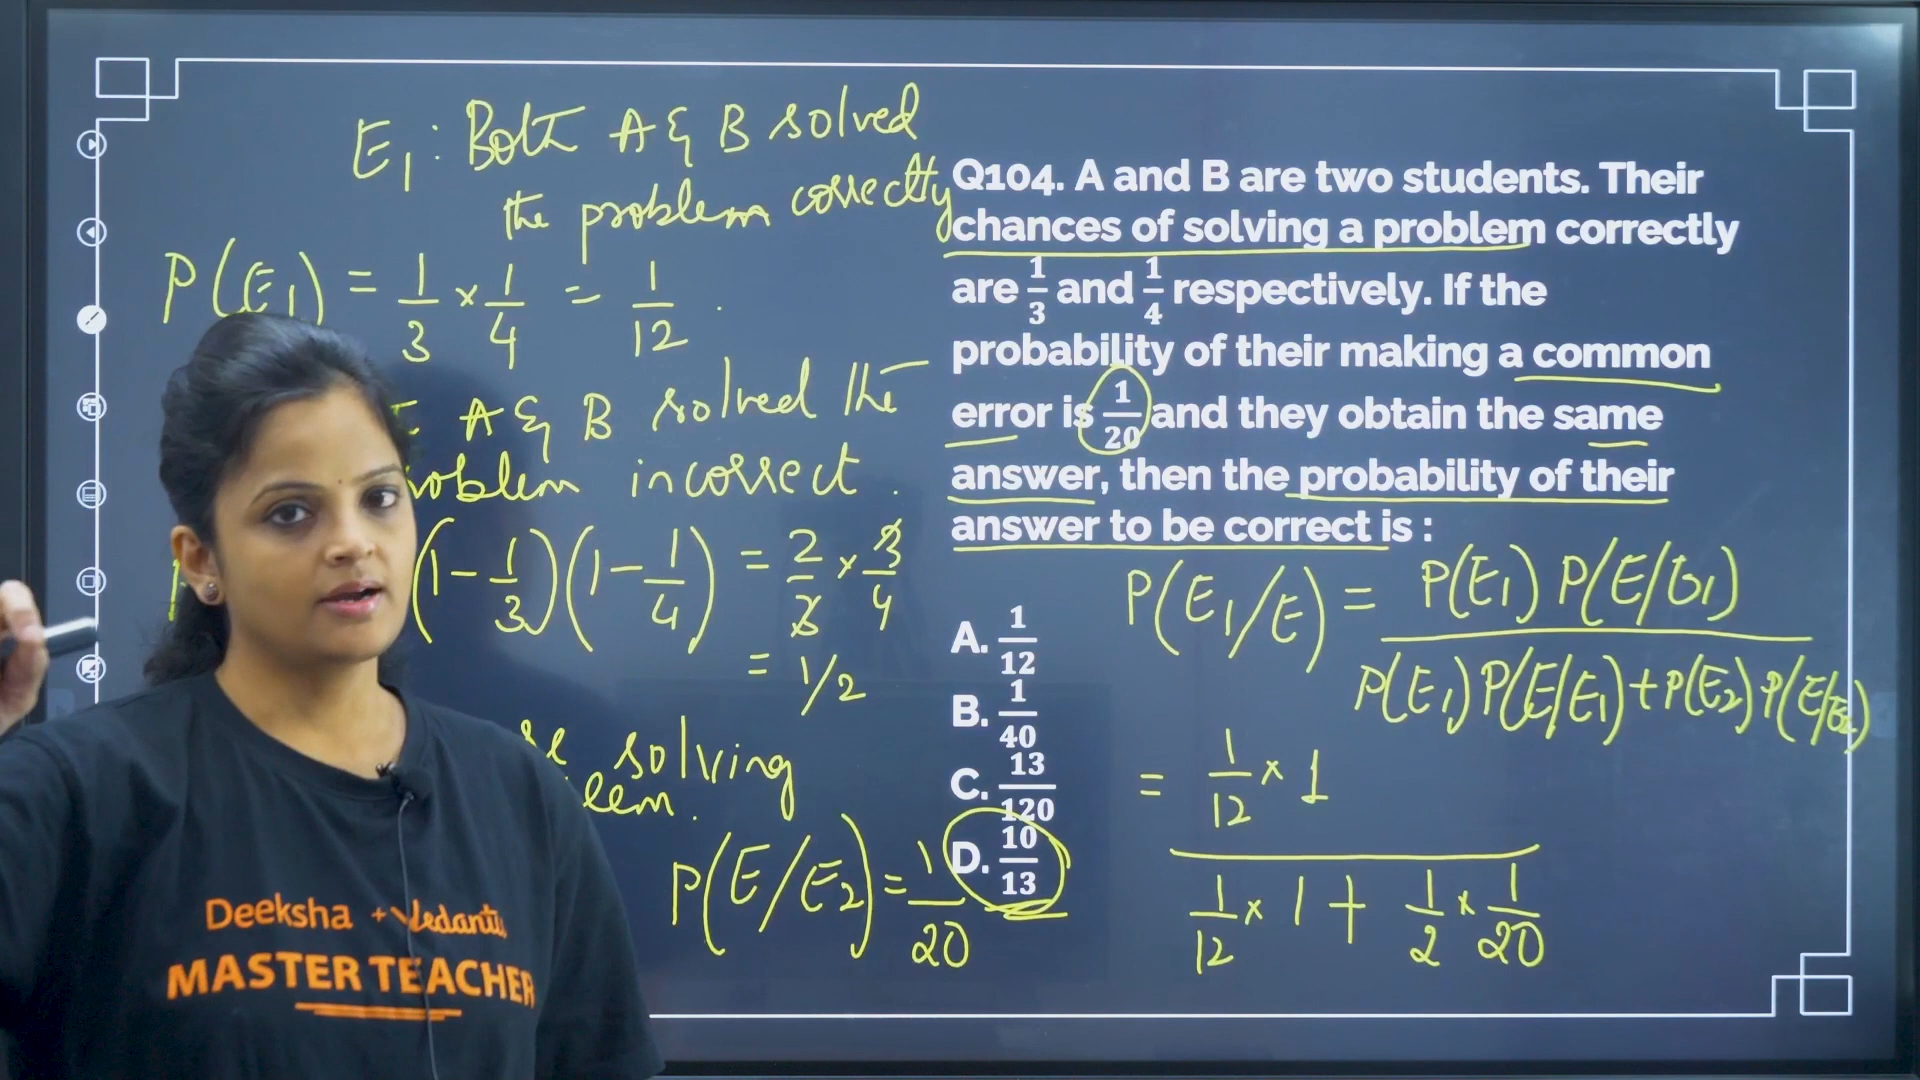 E₁: Both A & B solved
the problem correctly
P(E₁) = 1/3 × 1/4 = 1/12 .
A & B solved the
problem incorrect .
(1 - 1/3)(1 - 1/4) = 2/3 × 3/4
= 1/2
solving
P(E/E₂) = 1/20
Q104. A and B are two students. Their
chances of solving a problem correctly
are 1/3 and 1/4 respectively. If the
probability of their making a common
error is 1/20 and they obtain the same
answer, then the probability of their
answer to be correct is :
A. 1/12
B. 1/40
C. 13/120
D. 10/13
P(E₁/E) = P(E₁) P(E/E₁) / P(E₁) P(E/E₁) + P(E₂) P(E/E₂)
= 1/12 × 1 / 1/12 × 1 + 1/2 × 1/20
Deeksha + Vedantu
MASTER TEACHER